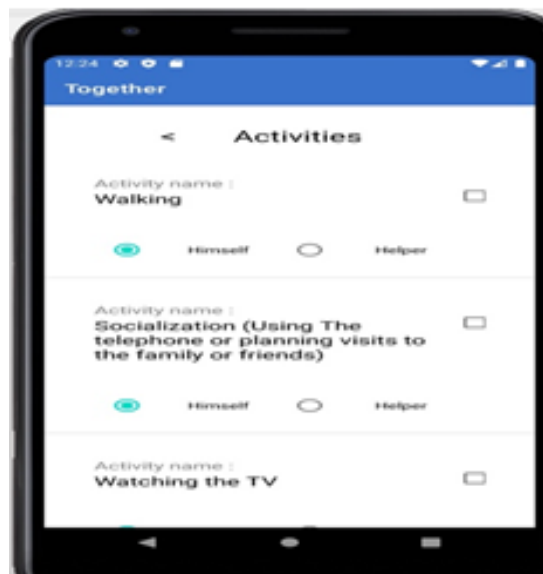 12:24
Together
< Activities
Activity name :
Walking
Himself Helper
Activity name :
Socialization (Using The
telephone or planning visits to
the family or friends)
Himself Helper
Activity name :
Watching the TV